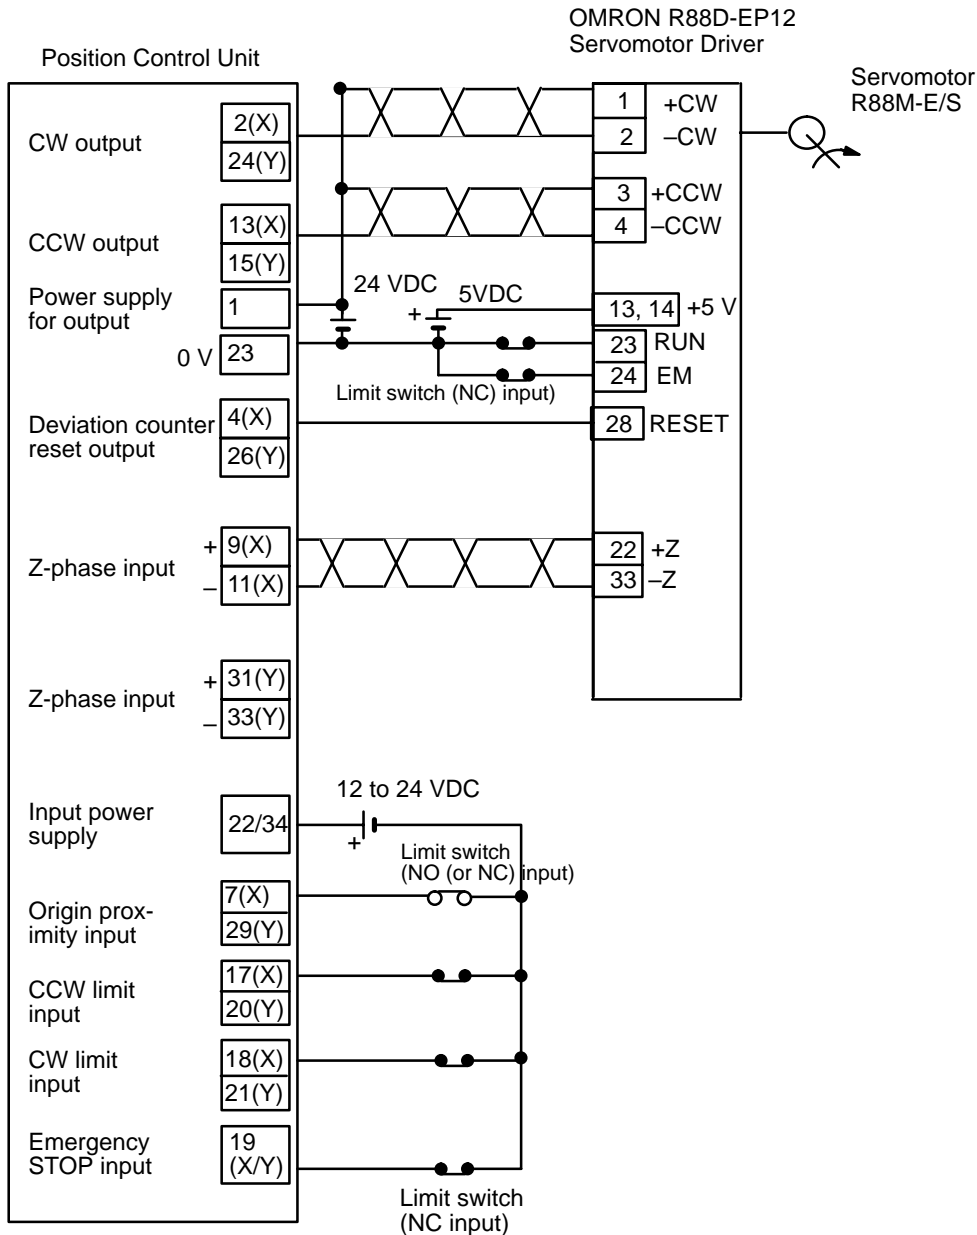 OMRON R88D-EP12
Servomotor Driver
Position Control Unit
Servomotor
R88M-E/S
CW output
2(X)
24(Y)
1
+CW
2
–CW
CCW output
13(X)
15(Y)
3
+CCW
4
–CCW
Power supply
for output
1
24 VDC
5VDC
+
13, 14
+5 V
0 V
23
23
RUN
24
EM
Limit switch (NC) input)
Deviation counter
reset output
4(X)
26(Y)
28
RESET
Z-phase input
+
9(X)
–
11(X)
22
+Z
33
–Z
Z-phase input
+
31(Y)
–
33(Y)
12 to 24 VDC
Input power
supply
22/34
+
Limit switch
(NO (or NC) input)
Origin prox-
imity input
7(X)
29(Y)
CCW limit
input
17(X)
20(Y)
CW limit
input
18(X)
21(Y)
Emergency
STOP input
19
(X/Y)
Limit switch
(NC input)